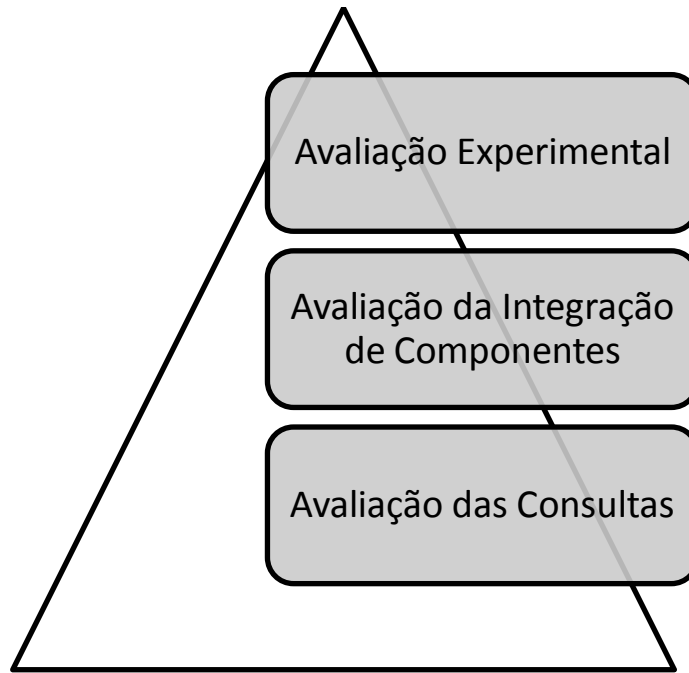 Avaliação Experimental
Avaliação da Integração
de Componentes
Avaliação das Consultas